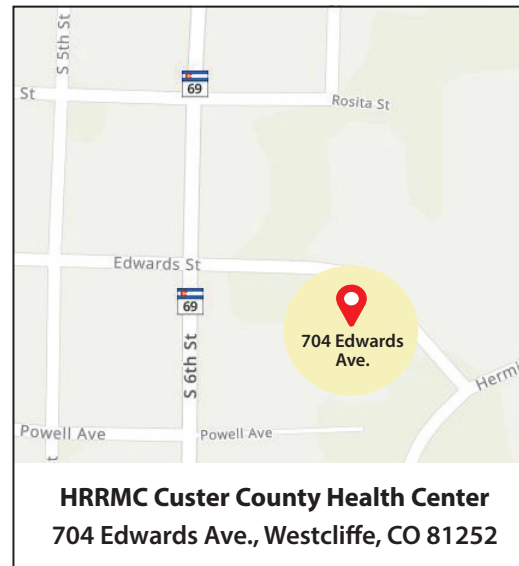 S 5th St
69
St
Rosita St
Edwards St
69
704 Edwards
Ave.
S 6th St
Powell Ave
Powell Ave
HRRMC Custer County Health Center
704 Edwards Ave., Westcliffe, CO 81252